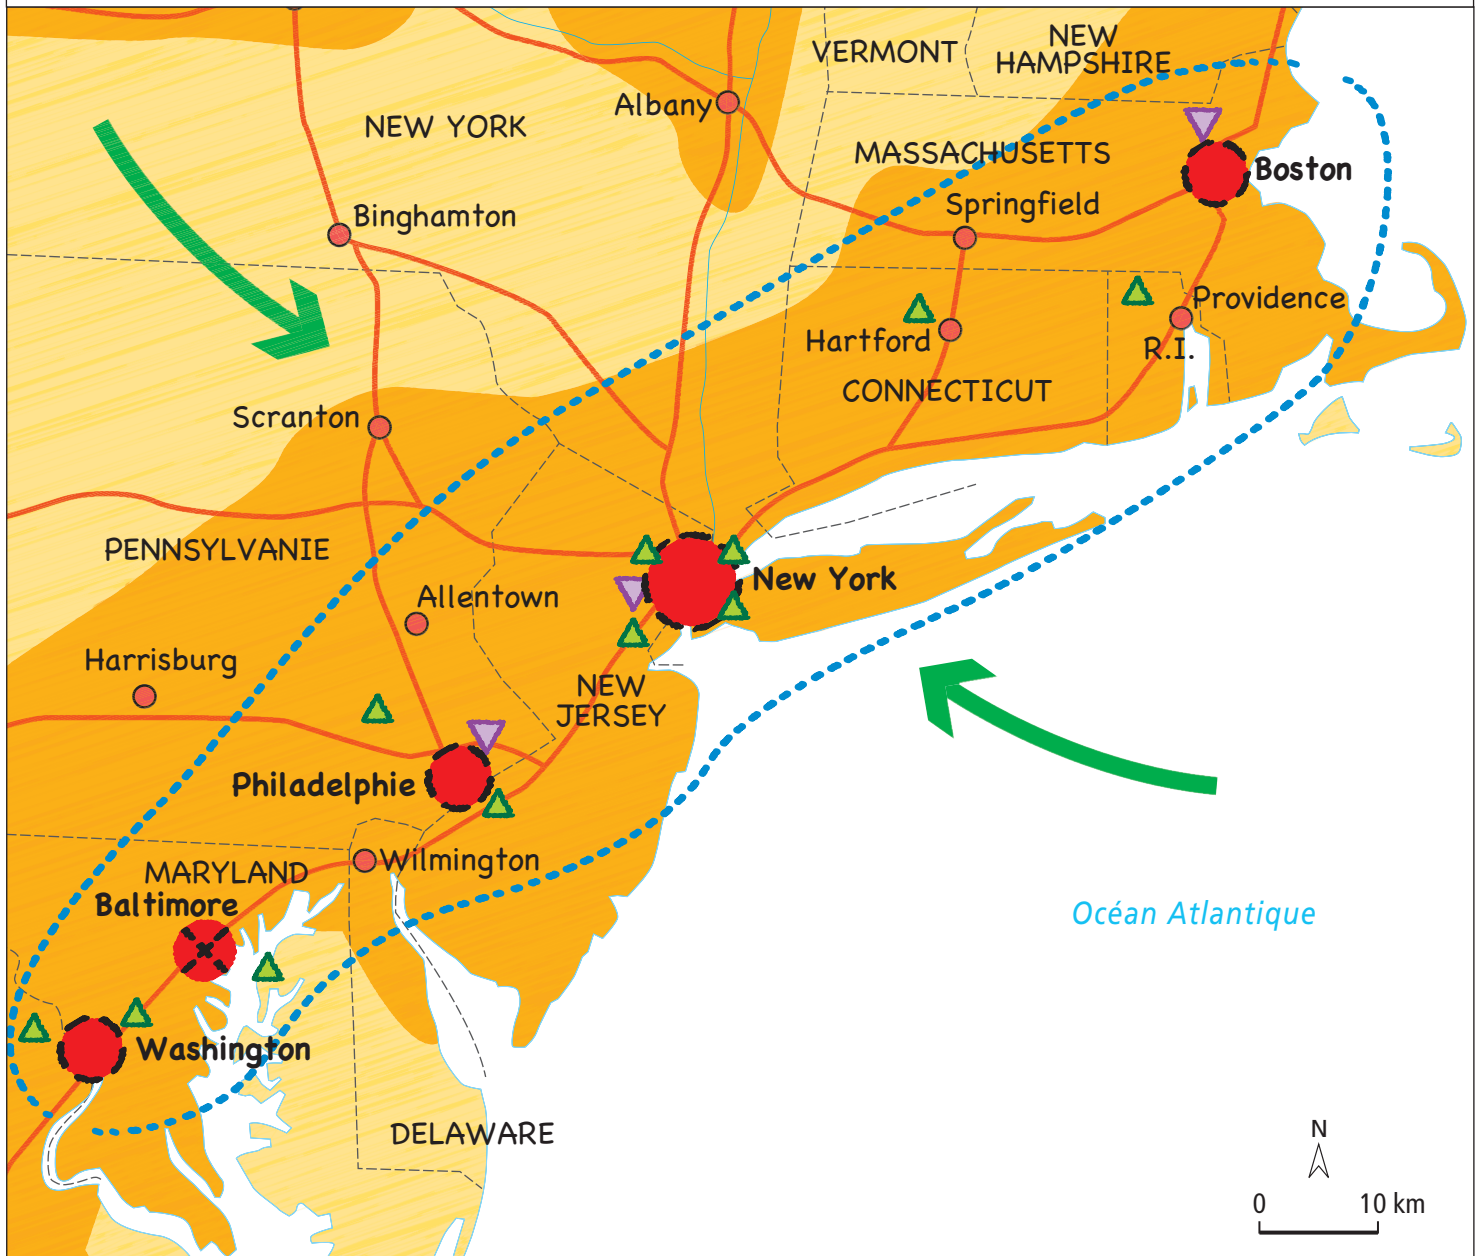 VERMONT
NEW
HAMPSHIRE
Albany
NEW YORK
MASSACHUSETTS
Boston
Springfield
Binghamton
Providence
Hartford
R.I.
CONNECTICUT
Scranton
PENNSYLVANIE
New York
Allentown
Harrisburg
NEW
JERSEY
Philadelphie
Wilmington
MARYLAND
Baltimore
Océan Atlantique
Washington
DELAWARE
N
0 10 km